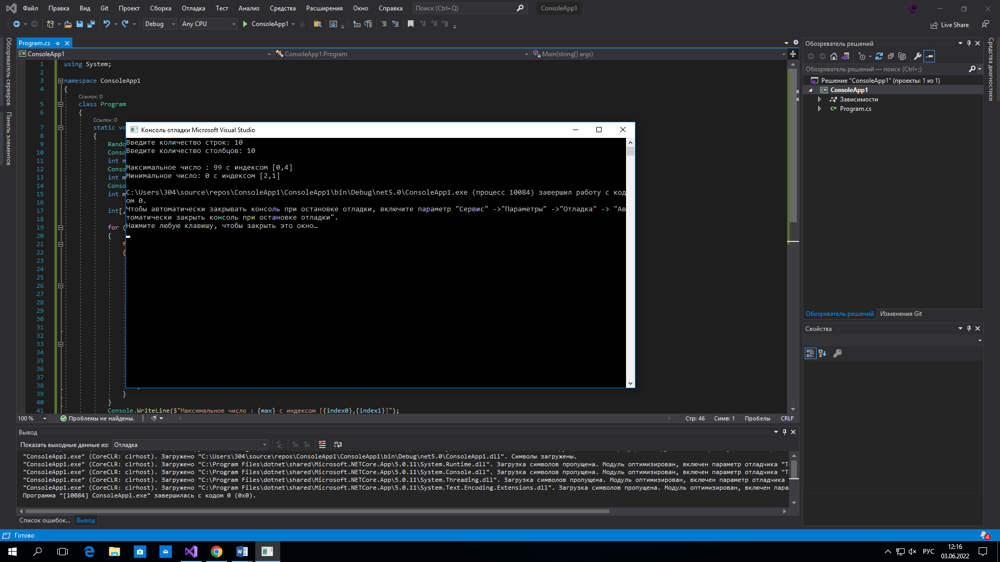 Файл Правка Вид Git Проект Сборка Отладка Тест Анализ Средства Расширения Окно Справка Поиск (Ctrl+Q) ConsoleApp1
Debug Any CPU ConsoleApp1 Live Share
Обозреватель серверов
Панель элементов
Program.cs
ConsoleApp1 ConsoleApp1.Program Main(string[] args)
1 using System;
2
3 namespace ConsoleApp1
4 {
Ссылок: 0
5 class Program
6 {
Ссылок: 0
7 static vo
8 {
9 Rando
10 Conso
11 int n
12 Conso
13 int m
14 Conso
15 int m
16
17 int[,
18
19 for (
20 {
21 f
22 {
23
24
25
26
27
28
29
30
31
32
33
34
35
36
37
38
39 }
40 }
41 Console.WriteLine($"Максимальное число : {max} с индексом [{index0},{index1}]");
Консоль отладки Microsoft Visual Studio
Введите количество строк: 10
Введите количество столбцов: 10
Максимальное число : 99 с индексом [0,4]
Минимальное число: 0 с индексом [2,1]
C:\Users\304\source\repos\ConsoleApp1\ConsoleApp1\bin\Debug\net5.0\ConsoleApp1.exe (процесс 10084) завершил работу с код
ом 0.
Чтобы автоматически закрывать консоль при остановке отладки, включите параметр "Сервис" ->"Параметры" ->"Отладка" -> "Ав
томатически закрыть консоль при остановке отладки".
Нажмите любую клавишу, чтобы закрыть это окно…
100 % Проблемы не найдены. Стр: 46 Симв: 1 Пробелы CRLF
Вывод
Показать выходные данные из: Отладка
"ConsoleApp1.exe" (CoreCLR: clrhost). Загружено "C:\Users\304\source\repos\ConsoleApp1\ConsoleApp1\bin\Debug\net5.0\ConsoleApp1.dll". Символы загружены.
"ConsoleApp1.exe" (CoreCLR: clrhost). Загружено "C:\Program Files\dotnet\shared\Microsoft.NETCore.App\5.0.11\System.Runtime.dll". Загрузка символов пропущена. Модуль оптимизирован, включен параметр отладчика "То
"ConsoleApp1.exe" (CoreCLR: clrhost). Загружено "C:\Program Files\dotnet\shared\Microsoft.NETCore.App\5.0.11\System.Console.dll". Загрузка символов пропущена. Модуль оптимизирован, включен параметр отладчика "То
"ConsoleApp1.exe" (CoreCLR: clrhost). Загружено "C:\Program Files\dotnet\shared\Microsoft.NETCore.App\5.0.11\System.Threading.dll". Загрузка символов пропущена. Модуль оптимизирован, включен параметр отладчика
"ConsoleApp1.exe" (CoreCLR: clrhost). Загружено "C:\Program Files\dotnet\shared\Microsoft.NETCore.App\5.0.11\System.Text.Encoding.Extensions.dll". Загрузка символов пропущена. Модуль оптимизирован, включен пара
Программа "[10084] ConsoleApp1.exe" завершилась с кодом 0 (0x0).
Список ошибок... Вывод
Обозреватель решений
Обозреватель решений — поиск (Ctrl+;)
Решение "ConsoleApp1" (проекты: 1 из 1)
ConsoleApp1
Зависимости
C# Program.cs
Обозреватель решений Изменения Git
Свойства
Средства диагностики
Готово 4
РУС 12:16
03.06.2022